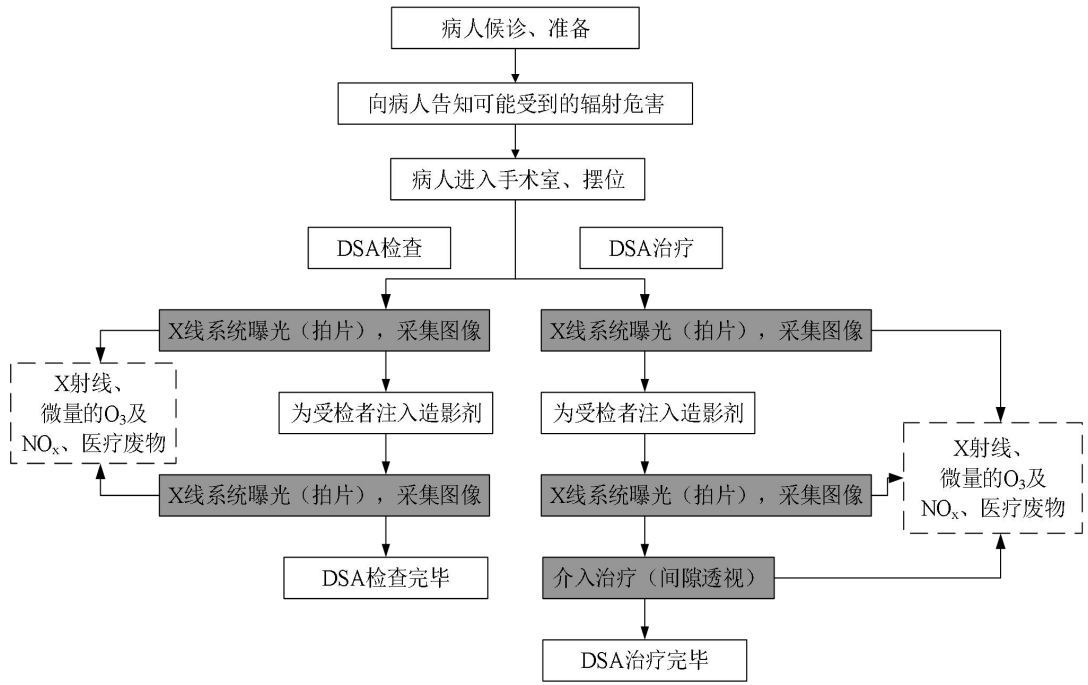 病人候诊、准备
向病人告知可能受到的辐射危害
病人进入手术室、摆位
DSA检查
DSA治疗
X线系统曝光（拍片），采集图像
X线系统曝光（拍片），采集图像
X射线、
微量的O₃及
NOₓ、医疗废物
为受检者注入造影剂
为受检者注入造影剂
X射线、
微量的O₃及
NOₓ、医疗废物
X线系统曝光（拍片），采集图像
X线系统曝光（拍片），采集图像
DSA检查完毕
介入治疗（间隙透视）
DSA治疗完毕